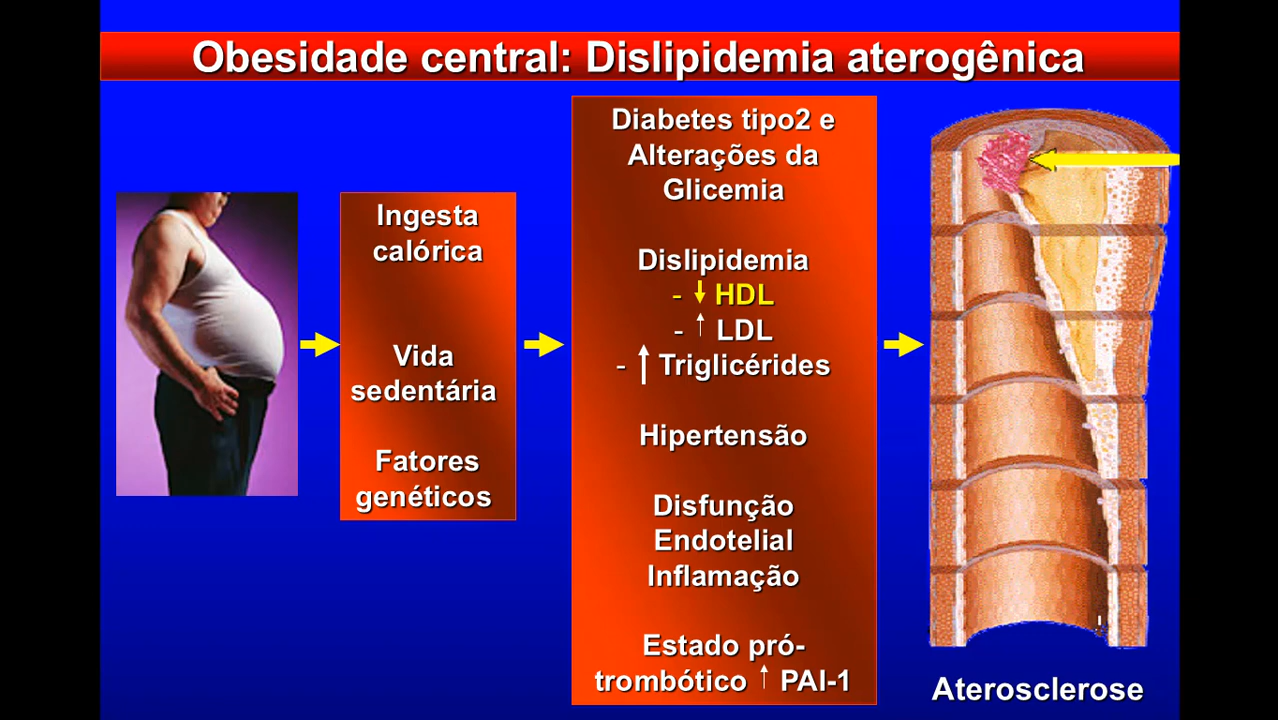 Obesidade central: Dislipidemia aterogênica
Ingesta
calórica
Vida
sedentária
Fatores
genéticos
Diabetes tipo2 e
Alterações da
Glicemia
Dislipidemia
- ↓ HDL
- ↑ LDL
- ↑ Triglicérides
Hipertensão
Disfunção
Endotelial
Inflamação
Estado pró-
trombótico ↑ PAI-1
Aterosclerose